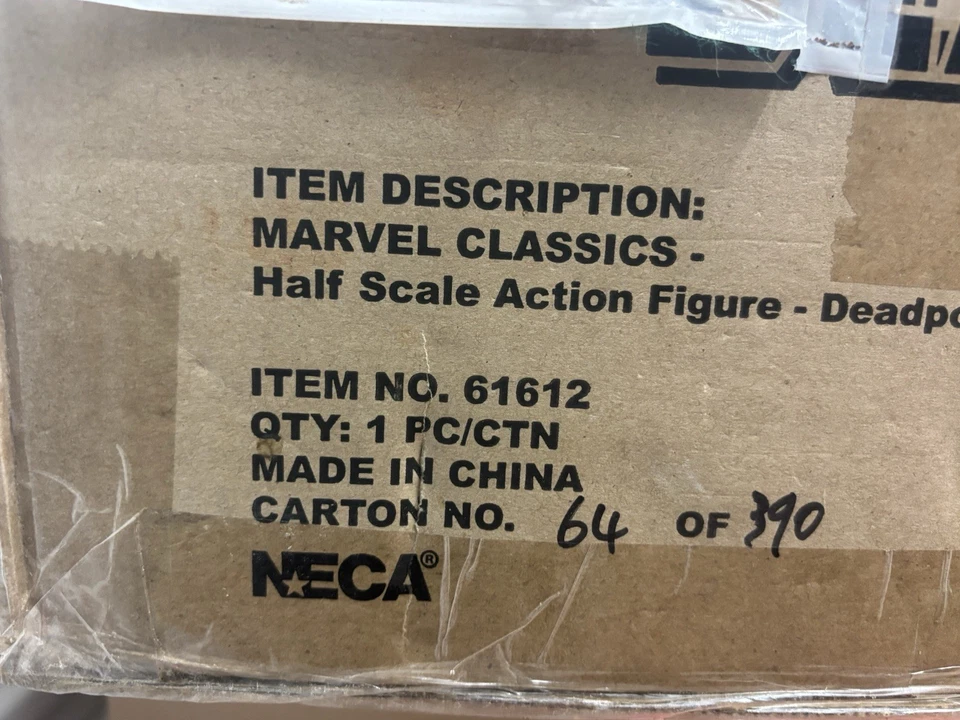 ITEM DESCRIPTION:
MARVEL CLASSICS -
Half Scale Action Figure - Deadpo
ITEM NO. 61612
QTY: 1 PC/CTN
MADE IN CHINA
CARTON NO. 64 OF 390
NECA®